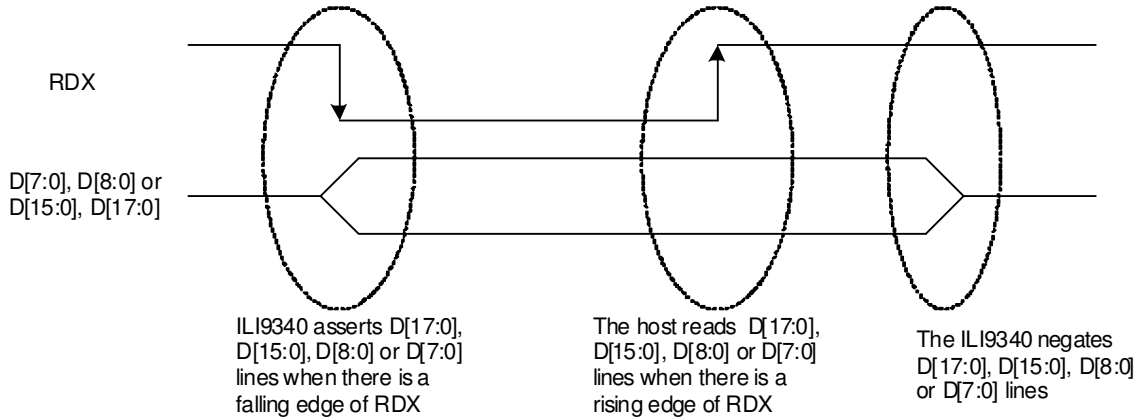 RDX
D[7:0], D[8:0] or
D[15:0], D[17:0]
ILI9340 asserts D[17:0],
D[15:0], D[8:0] or D[7:0]
lines when there is a
falling edge of RDX
The host reads D[17:0],
D[15:0], D[8:0] or D[7:0]
lines when there is a
rising edge of RDX
The ILI9340 negates
D[17:0], D[15:0], D[8:0]
or D[7:0] lines